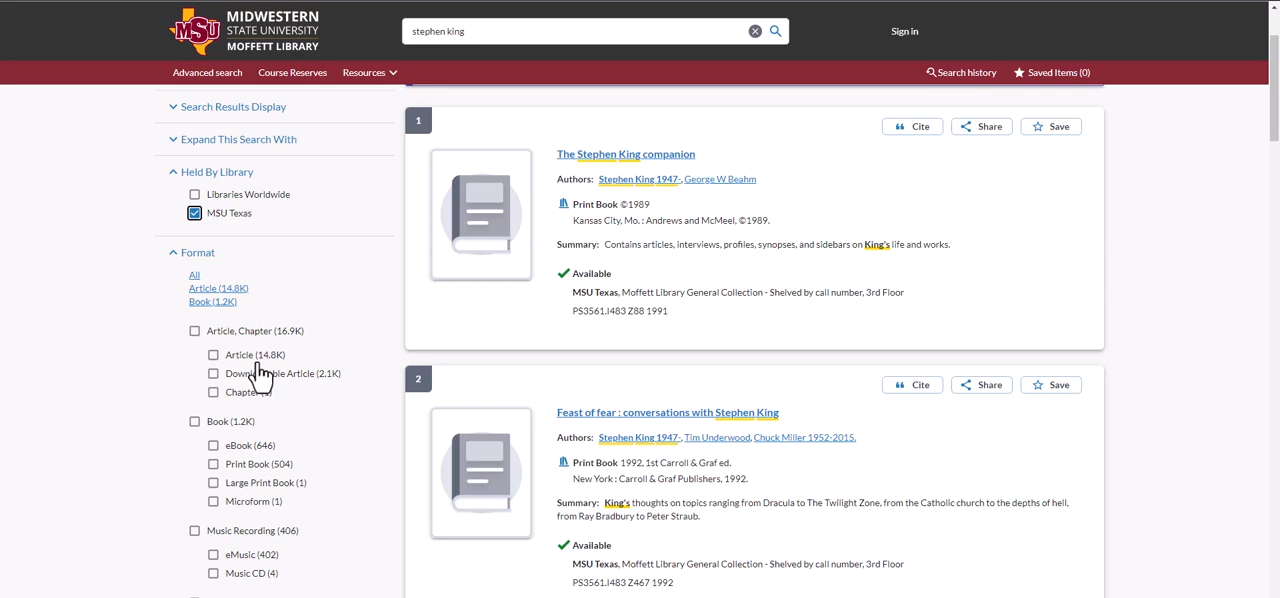 MSU
MIDWESTERN
STATE UNIVERSITY
MOFFETT LIBRARY
stephen king
Sign in
Advanced search
Course Reserves
Resources
Search history
Saved Items (0)
Search Results Display
Expand This Search With
Held By Library
Libraries Worldwide
MSU Texas
Format
All
Article (14.8K)
Book (1.2K)
Article, Chapter (16.9K)
Article (14.8K)
Article (2.1K)
Book (1.2K)
eBook (646)
Print Book (504)
Large Print Book (1)
Microform (1)
Music Recording (406)
eMusic (402)
Music CD (4)
1
Cite
Share
Save
The Stephen King companion
Authors: Stephen King 1947-, George W Beahm
Print Book ©1989
Kansas City, Mo. : Andrews and McMeel, ©1989.
Summary: Contains articles, interviews, profiles, synopses, and sidebars on King's life and works.
Available
MSU Texas, Moffett Library General Collection - Shelved by call number, 3rd Floor
PS3561.I483 Z88 1991
2
Cite
Share
Save
Feast of fear : conversations with Stephen King
Authors: Stephen King 1947-, Tim Underwood, Chuck Miller 1952-2015.
Print Book 1992, 1st Carroll & Graf ed.
New York : Carroll & Graf Publishers, 1992.
Summary: King's thoughts on topics ranging from Dracula to The Twilight Zone, from the Catholic church to the depths of hell,
from Ray Bradbury to Peter Straub.
Available
MSU Texas, Moffett Library General Collection - Shelved by call number, 3rd Floor
PS3561.I483 Z467 1992